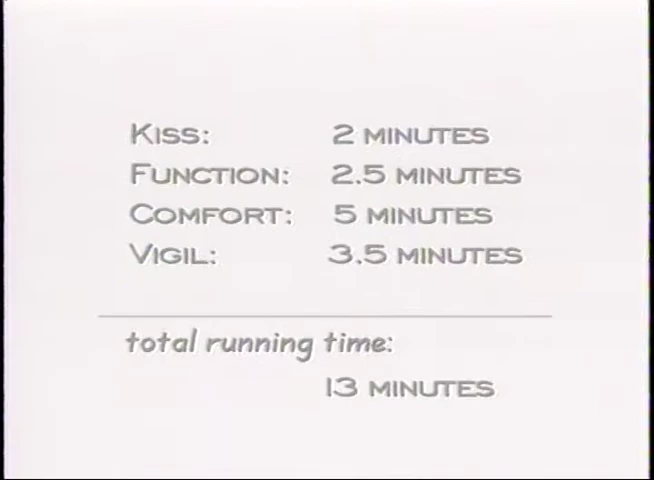 Kiss: 2 minutes
Function: 2.5 minutes
Comfort: 5 minutes
Vigil: 3.5 minutes
total running time:
13 minutes